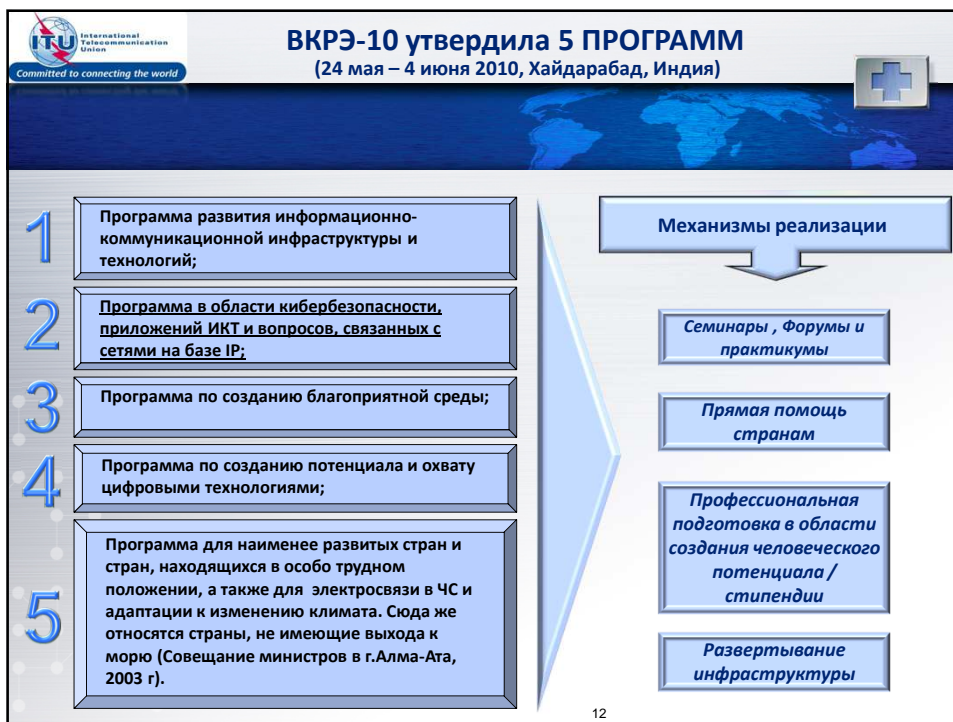 ITU International
Telecommunication
Union
Committed to connecting the world
ВКРЭ-10 утвердила 5 ПРОГРАММ
(24 мая – 4 июня 2010, Хайдарабад, Индия)
1
Программа развития информационно-
коммуникационной инфраструктуры и
технологий;
2
Программа в области кибербезопасности,
приложений ИКТ и вопросов, связанных с
сетями на базе IP;
3
Программа по созданию благоприятной среды;
4
Программа по созданию потенциала и охвату
цифровыми технологиями;
5
Программа для наименее развитых стран и
стран, находящихся в особо трудном
положении, а также для электросвязи в ЧС и
адаптации к изменению климата. Сюда же
относятся страны, не имеющие выхода к
морю (Совещание министров в г.Алма-Ата,
2003 г).
Механизмы реализации
Семинары , Форумы и
практикумы
Прямая помощь
странам
Профессиональная
подготовка в области
создания человеческого
потенциала /
стипендии
Развертывание
инфраструктуры
12